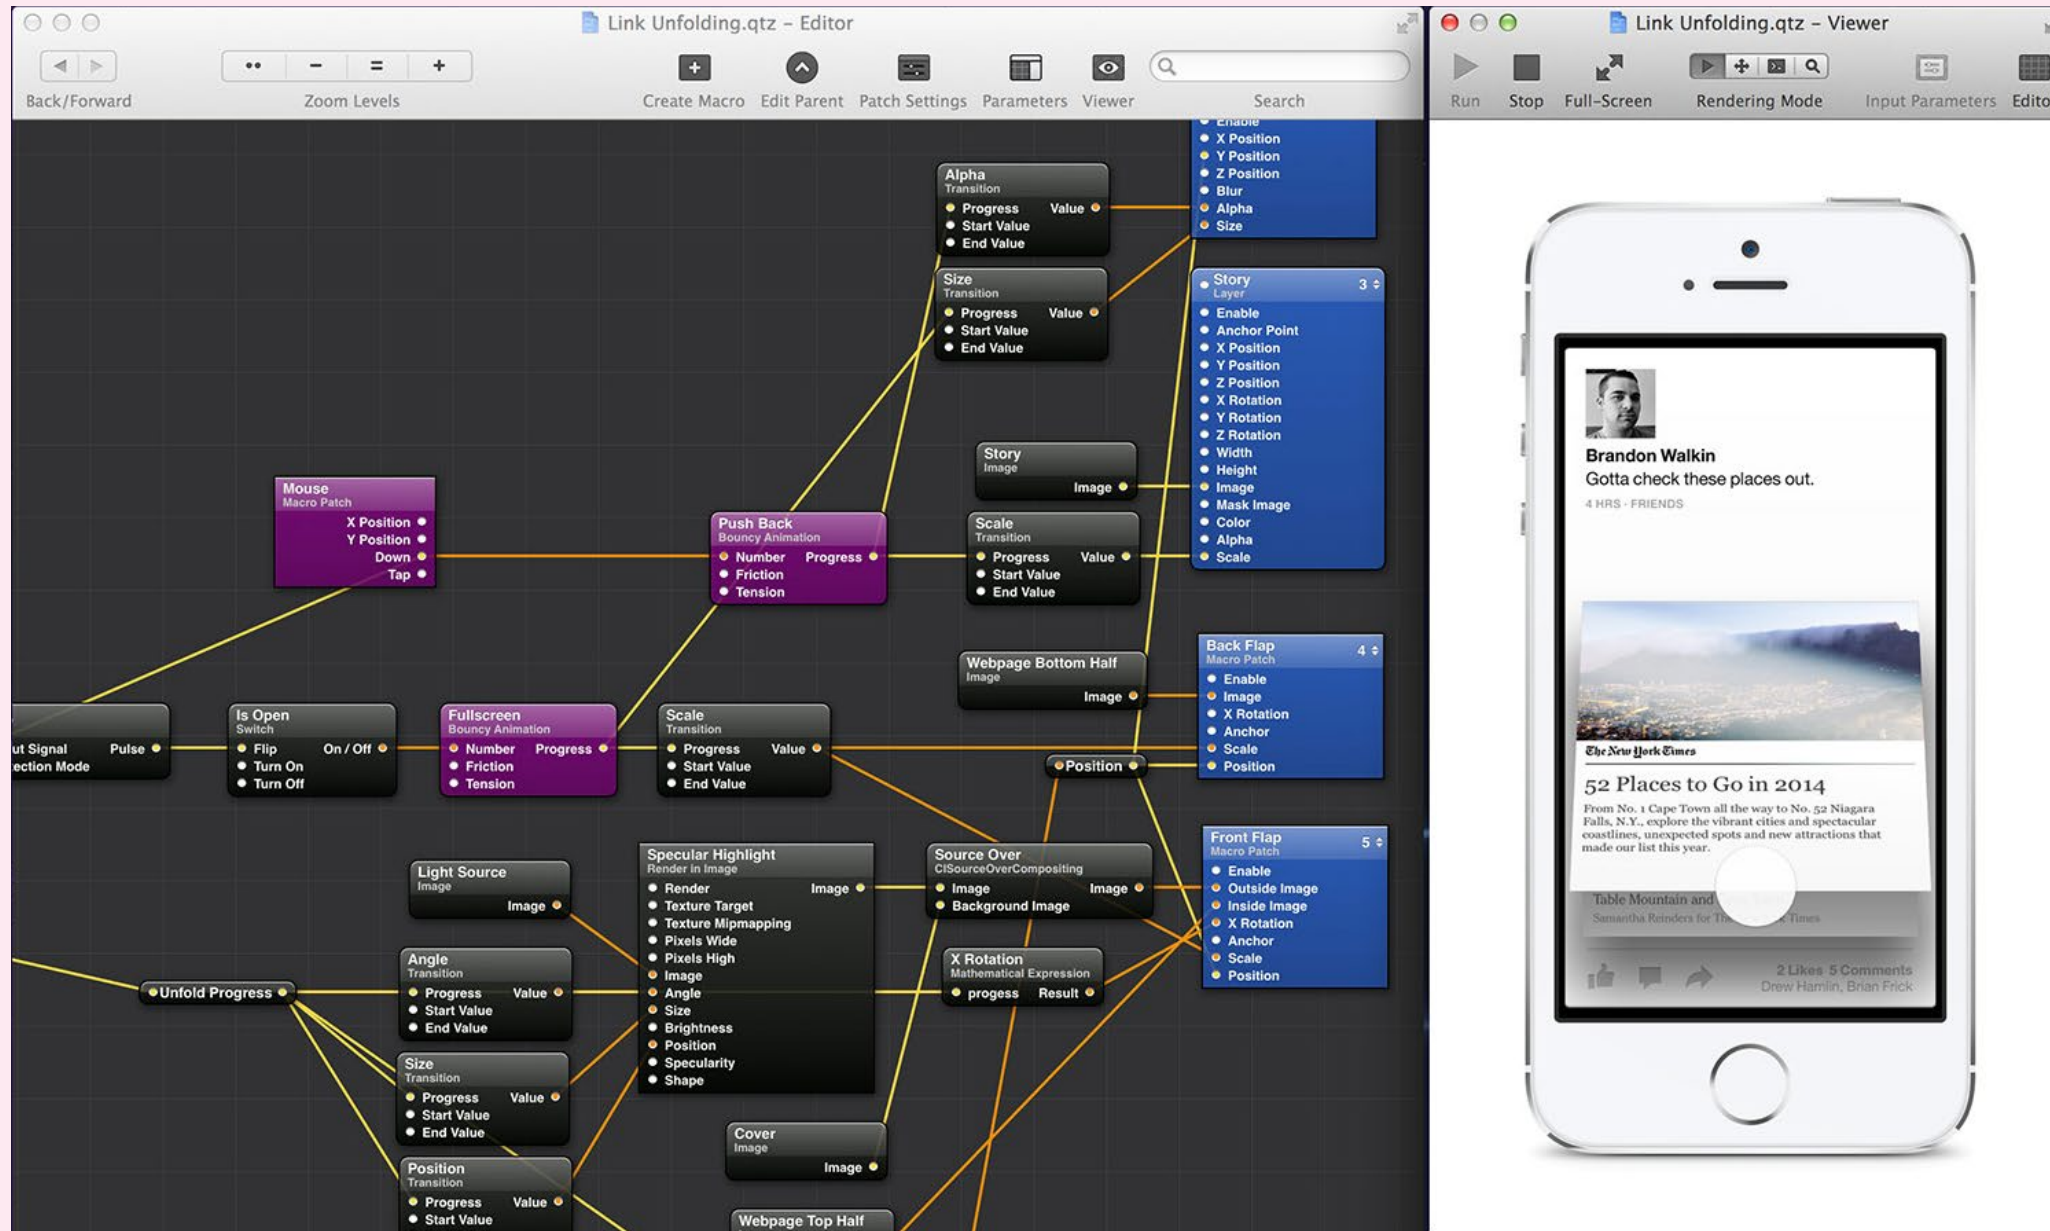 Link Unfolding.qtz – Editor
Back/Forward
Zoom Levels
Create Macro
Edit Parent
Patch Settings
Parameters
Viewer
Search
Enable
X Position
Y Position
Z Position
Blur
Alpha
Size
Alpha
Transition
Progress Value
Start Value
End Value
Size
Transition
Progress Value
Start Value
End Value
Story 3
Layer
Enable
Anchor Point
X Position
Y Position
Z Position
X Rotation
Y Rotation
Z Rotation
Width
Height
Image
Mask Image
Color
Alpha
Scale
Story
Image
Image
Mouse
Macro Patch
X Position
Y Position
Down
Tap
Push Back
Bouncy Animation
Number Progress
Friction
Tension
Scale
Transition
Progress Value
Start Value
End Value
Webpage Bottom Half
Image
Image
Back Flap 4
Macro Patch
Enable
Image
X Rotation
Anchor
Scale
Position
ut Signal Pulse
ection Mode
Is Open
Switch
Flip On / Off
Turn On
Turn Off
Fullscreen
Bouncy Animation
Number Progress
Friction
Tension
Scale
Transition
Progress Value
Start Value
End Value
Position
Light Source
Image
Image
Specular Highlight
Render in Image
Render Image
Texture Target
Texture Mipmapping
Pixels Wide
Pixels High
Image
Angle
Size
Brightness
Position
Specularity
Shape
Source Over
CISourceOverCompositing
Image Image
Background Image
Front Flap 5
Macro Patch
Enable
Outside Image
Inside Image
X Rotation
Anchor
Scale
Position
X Rotation
Mathematical Expression
progess Result
Unfold Progress
Angle
Transition
Progress Value
Start Value
End Value
Size
Transition
Progress Value
Start Value
End Value
Position
Transition
Progress Value
Start Value
Cover
Image
Image
Webpage Top Half
Link Unfolding.qtz – Viewer
Run
Stop
Full-Screen
Rendering Mode
Input Parameters
Edito
Brandon Walkin
Gotta check these places out.
4 HRS · FRIENDS
The New York Times
52 Places to Go in 2014
From No. 1 Cape Town all the way to No. 52 Niagara
Falls, N.Y., explore the vibrant cities and spectacular
coastlines, unexpected spots and new attractions that
made our list this year.
Table Mountain and
Samantha Reinders for Th Times
2 Likes 5 Comments
Drew Hamlin, Brian Frick